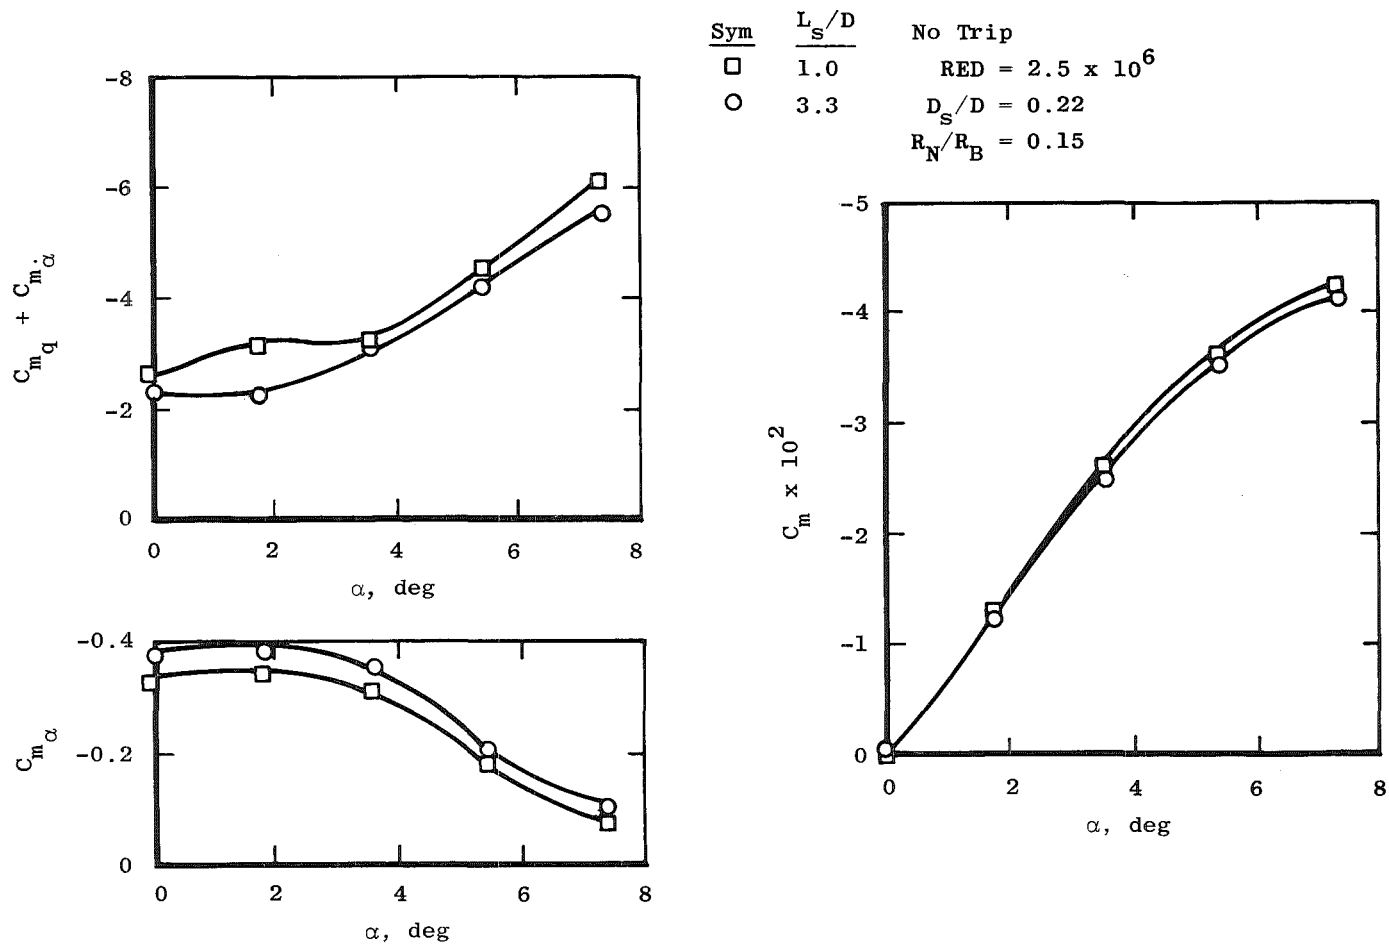 Sym L_s/D No Trip
□ 1.0 RED = 2.5 x 10^6
○ 3.3 D_s/D = 0.22
R_N/R_B = 0.15
-8
-6
-4
-2
0
C_m_q + C_m_α̇
0 2 4 6 8
α, deg
-0.4
-0.2
0
C_m_α
0 2 4 6 8
α, deg
-5
-4
-3
-2
-1
0
C_m x 10^2
0 2 4 6 8
α, deg